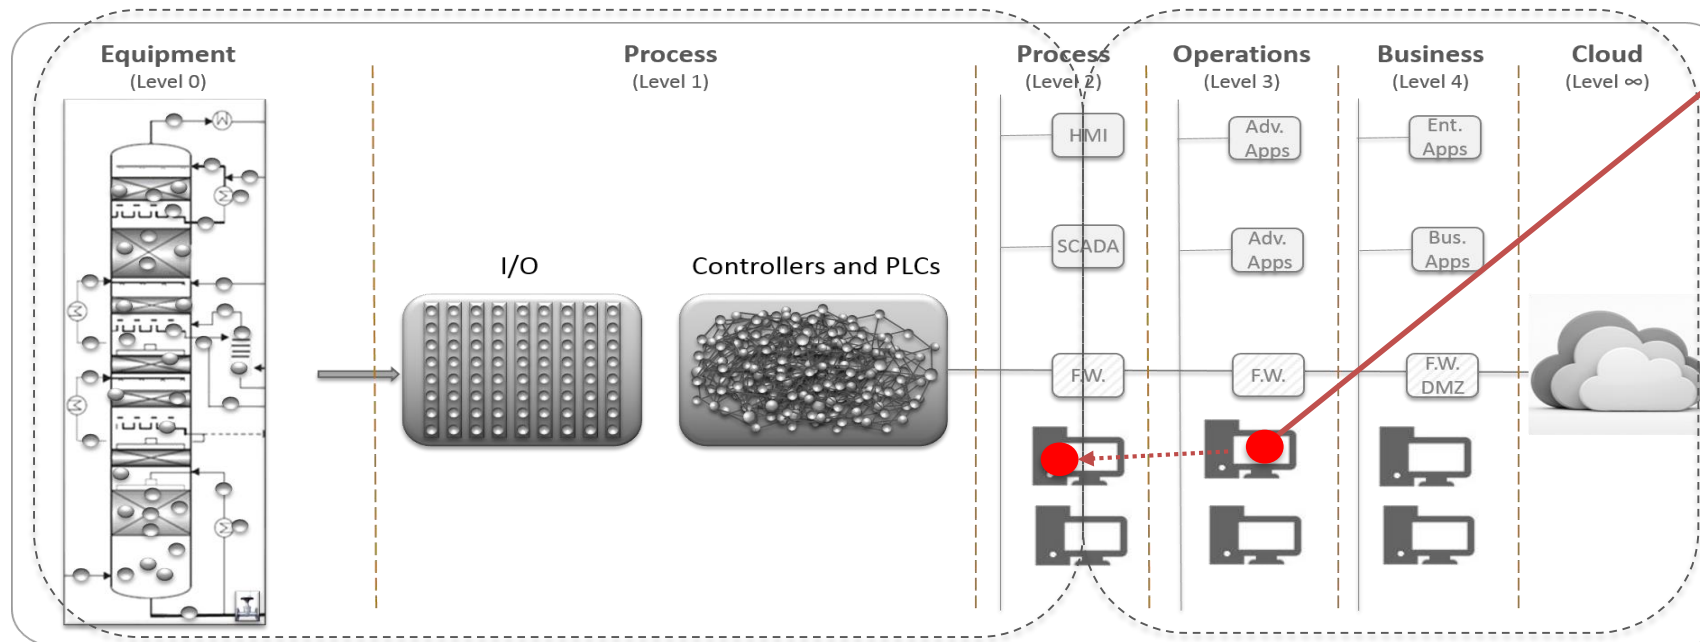 Equipment
(Level 0)
Process
(Level 1)
Process
(Level 2)
Operations
(Level 3)
Business
(Level 4)
Cloud
(Level ∞)
HMI
Adv.
Apps
Ent.
Apps
SCADA
Adv.
Apps
Bus.
Apps
I/O
Controllers and PLCs
F.W.
F.W.
F.W.
DMZ
M
M
M
M
M